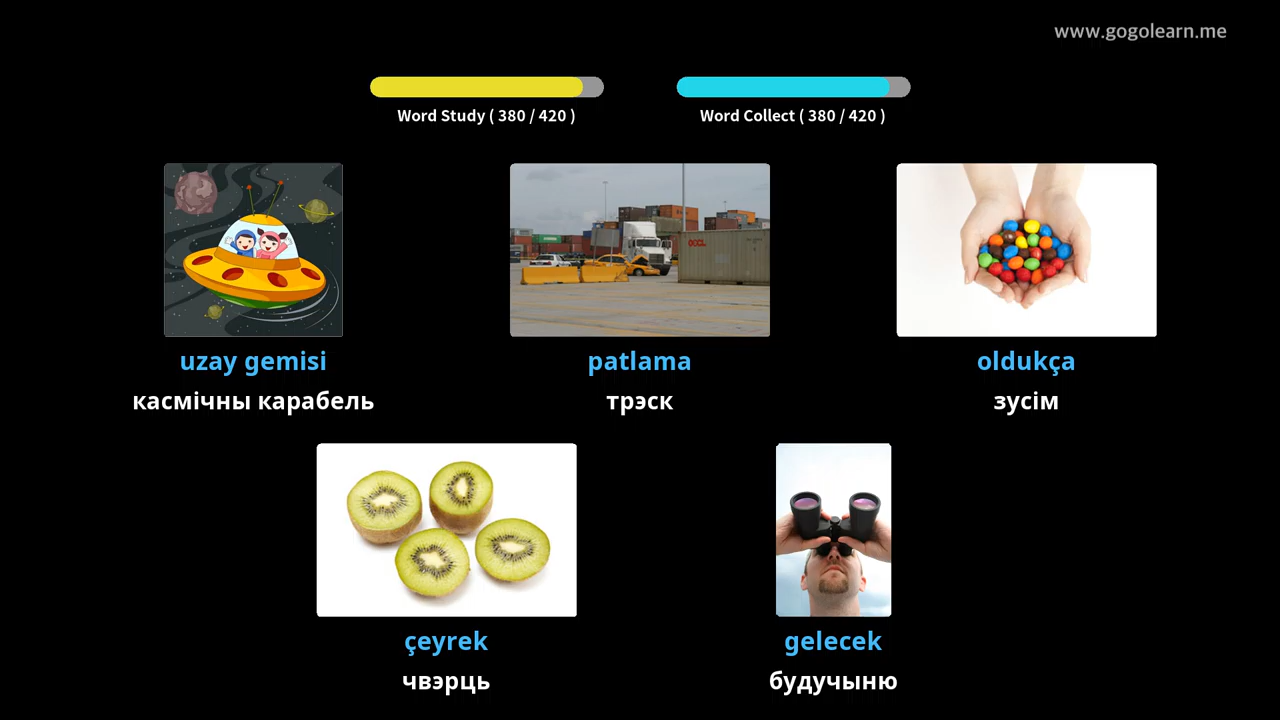 www.gogolearn.me
Word Study ( 380 / 420 )
Word Collect ( 380 / 420 )
uzay gemisi
касмічны карабель
patlama
трэск
oldukça
зусім
çeyrek
чвэрць
gelecek
будучыню